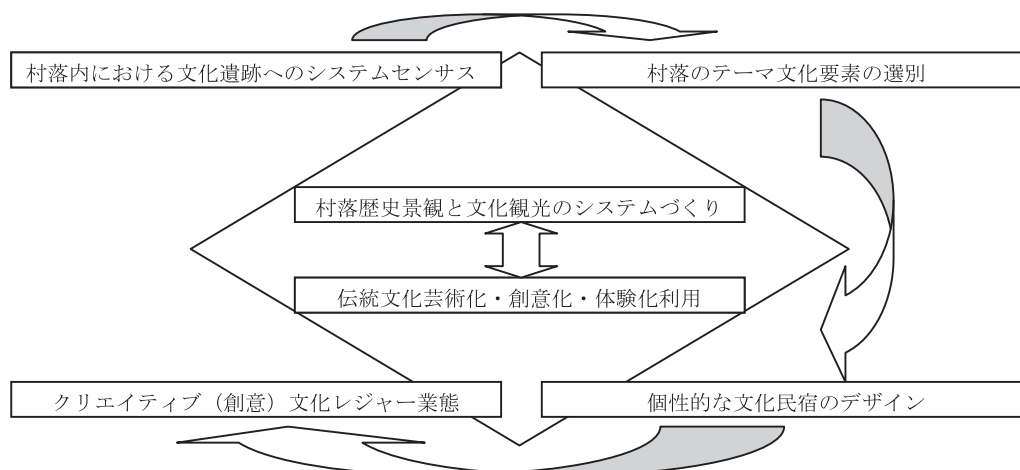 村落内における文化遺跡へのシステムセンサス
村落のテーマ文化要素の選別
村落歴史景観と文化観光のシステムづくり
伝統文化芸術化・創意化・体験化利用
クリエイティブ（創意）文化レジャー業態
個性的な文化民宿のデザイン